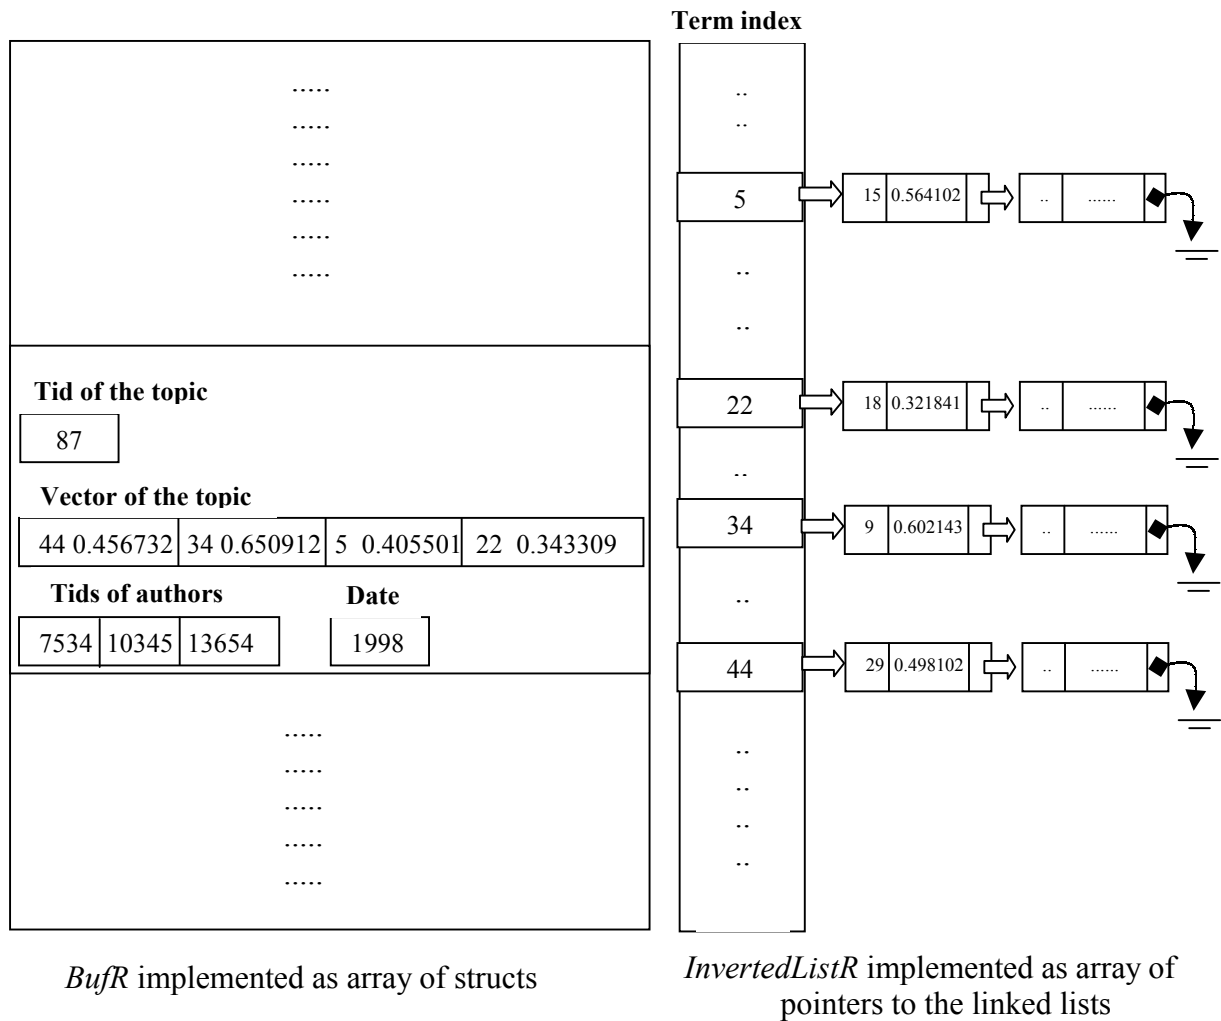 Term index
.....
.....
.....
.....
.....
.....
Tid of the topic
87
Vector of the topic
44 0.456732 34 0.650912 5 0.405501 22 0.343309
Tids of authors Date
7534 10345 13654 1998
.....
.....
.....
.....
.....
..
..
5 15 0.564102 .. ......
..
..
22 18 0.321841 .. ......
..
34 9 0.602143 .. ......
..
44 29 0.498102 .. ......
..
..
..
..
BufR implemented as array of structs
InvertedListR implemented as array of
pointers to the linked lists